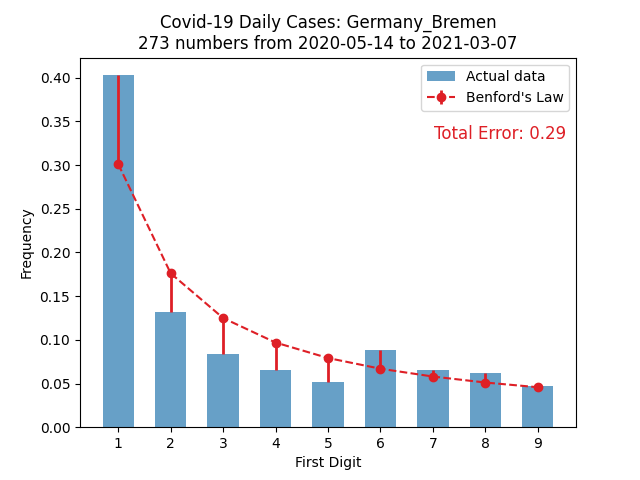 Covid-19 Daily Cases: Germany_Bremen
273 numbers from 2020-05-14 to 2021-03-07
Actual data
Benford's Law
Total Error: 0.29
Frequency
0.40
0.35
0.30
0.25
0.20
0.15
0.10
0.05
0.00
1 2 3 4 5 6 7 8 9
First Digit